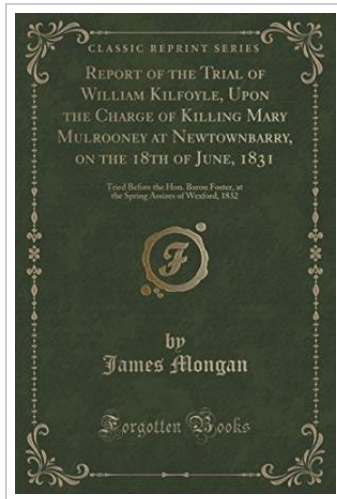 CLASSIC REPRINT SERIES
REPORT OF THE TRIAL OF
WILLIAM KILFOYLE, UPON
THE CHARGE OF KILLING MARY
MULROONEY AT NEWTOWNBARRY,
ON THE 18TH OF JUNE, 1831
Tried Before the Hon. Baron Foster, at
the Spring Assizes of Wexford, 1832
F
by
James Mongan
Forgotten Books